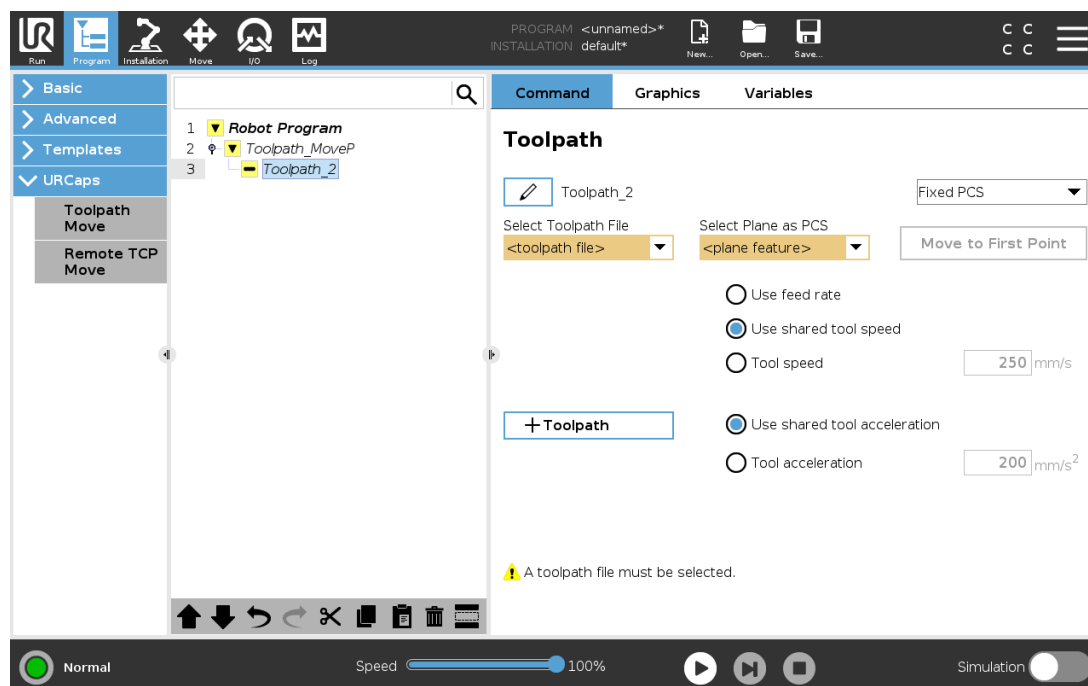 PROGRAM <unnamed>*
INSTALLATION default*
UR
Run Program Installation Move I/O Log New... Open... Save...
C C
C C
Basic
Advanced
Templates
URCaps
Toolpath
Move
Remote TCP
Move
1 Robot Program
2 Toolpath_MoveP
3 Toolpath_2
Command Graphics Variables
Toolpath
Toolpath_2 Fixed PCS
Select Toolpath File Select Plane as PCS
<toolpath file> <plane feature> Move to First Point
Use feed rate
Use shared tool speed
Tool speed 250 mm/s
+Toolpath Use shared tool acceleration
Tool acceleration 200 mm/s²
A toolpath file must be selected.
Normal Speed 100% Simulation